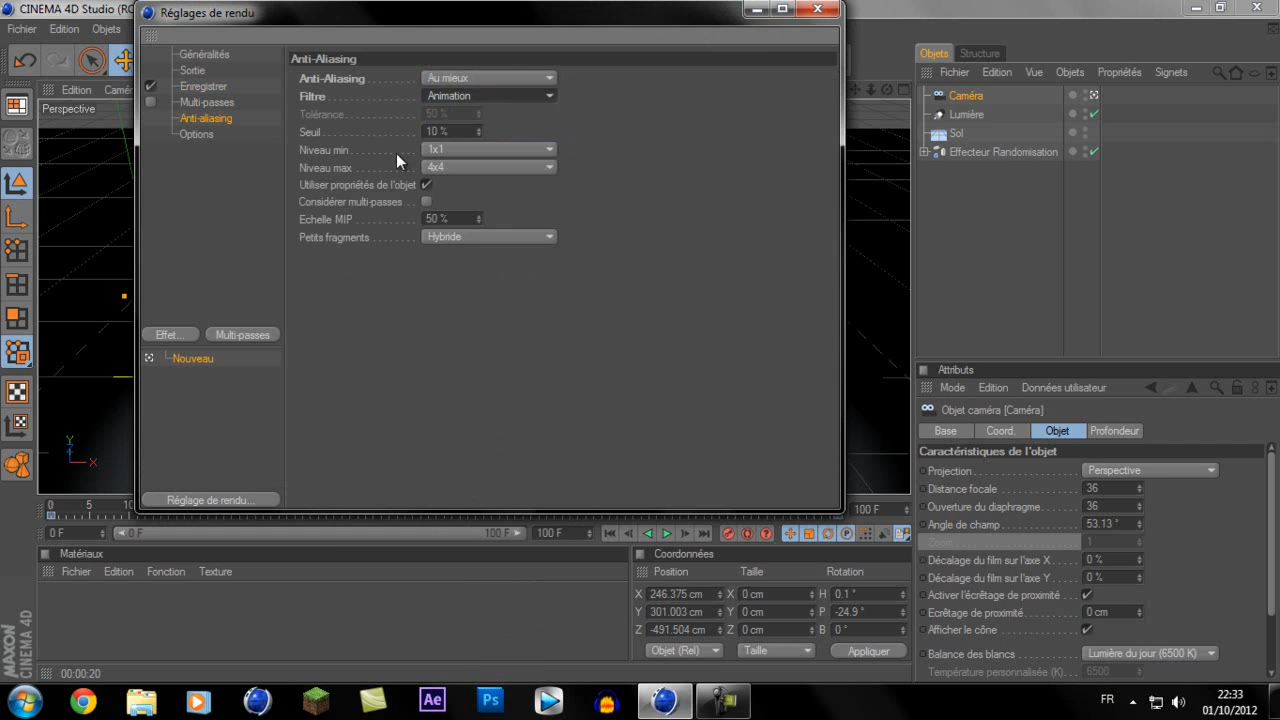 CINEMA 4D Studio (RC
Réglages de rendu
Fichier Edition Objets
Généralités
Sortie
Enregistrer
Multi-passes
Anti-aliasing
Options
Anti-Aliasing
Anti-Aliasing Au mieux
Filtre Animation
Tolérance 50 %
Seuil 10 %
Niveau min 1x1
Niveau max 4x4
Utiliser propriétés de l'objet
Considérer multi-passes
Echelle MIP 50 %
Petits fragments Hybride
Effet... Multi-passes
Nouveau
Réglage de rendu...
Edition Camér
Perspective
Y
Z
X
Objets Structure
Fichier Edition Vue Objets Propriétés Signets
Caméra
Lumière
Sol
Effecteur Randomisation
Attributs
Mode Edition Données utilisateur
Objet caméra [Caméra]
Base Coord. Objet Profondeur
Caractéristiques de l'objet
Projection Perspective
Distance focale 36
Ouverture du diaphragme 36
Angle de champ 53.13 °
Zoom 1
Décalage du film sur l'axe X 0 %
Décalage du film sur l'axe Y 0 %
Activer l'écrêtage de proximité
Ecrêtage de proximité 0 cm
Afficher le cône
Balance des blancs Lumière du jour (6500 K)
Température personnalisée (K) 6500
0 5 10 100 F
0 F 0 F 100 F 100 F
Matériaux
Fichier Edition Fonction Texture
Coordonnées
Position Taille Rotation
X 246.375 cm X 0 cm H 0.1 °
Y 301.003 cm Y 0 cm P -24.9 °
Z -491.504 cm Z 0 cm B 0 °
Objet (Rel) Taille Appliquer
MAXON
CINEMA 4D
00:00:20
Ae
Ps
FR
22:33
01/10/2012